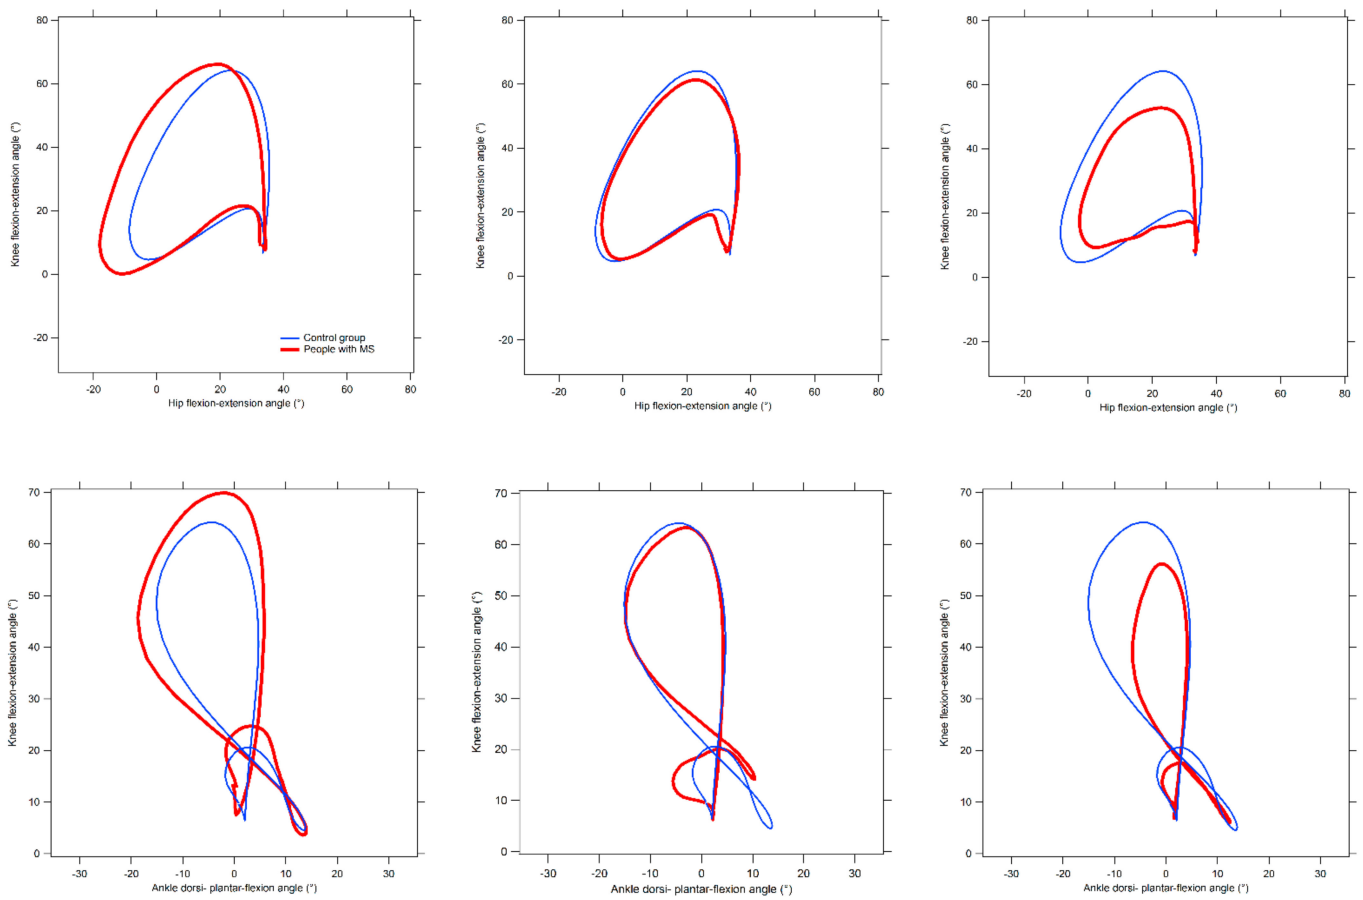 80
60
40
20
0
-20
Knee flexion-extension angle (°)
Control group
People with MS
-20 0 20 40 60 80
Hip flexion-extension angle (°)
80
60
40
20
0
-20
Knee flexion-extension angle (°)
-20 0 20 40 60 80
Hip flexion-extension angle (°)
80
60
40
20
0
-20
Knee flexion-extension angle (°)
-20 0 20 40 60 80
Hip flexion-extension angle (°)
70
60
50
40
30
20
10
0
Knee flexion-extension angle (°)
-30 -20 -10 0 10 20 30
Ankle dorsi- plantar-flexion angle (°)
70
60
50
40
30
20
10
0
Knee flexion-extension angle (°)
-30 -20 -10 0 10 20 30
Ankle dorsi- plantar-flexion angle (°)
70
60
50
40
30
20
10
0
Knee flexion-extension angle (°)
-30 -20 -10 0 10 20 30
Ankle dorsi- plantar-flexion angle (°)